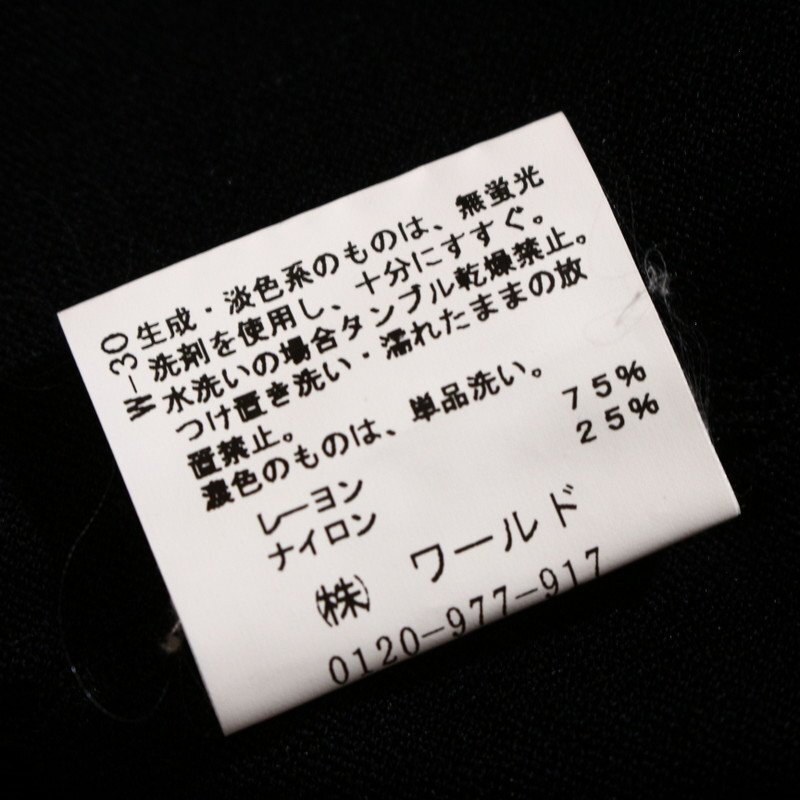 W-30
生成・淡色系のものは、無蛍光
洗剤を使用し、十分にすすぐ。
水洗いの場合タンブル乾燥禁止。
つけ置き洗い・濡れたままの放
置禁止。
濃色のものは、単品洗い。
レーヨン 75%
ナイロン 25%
㈱ ワールド
0120-977-917